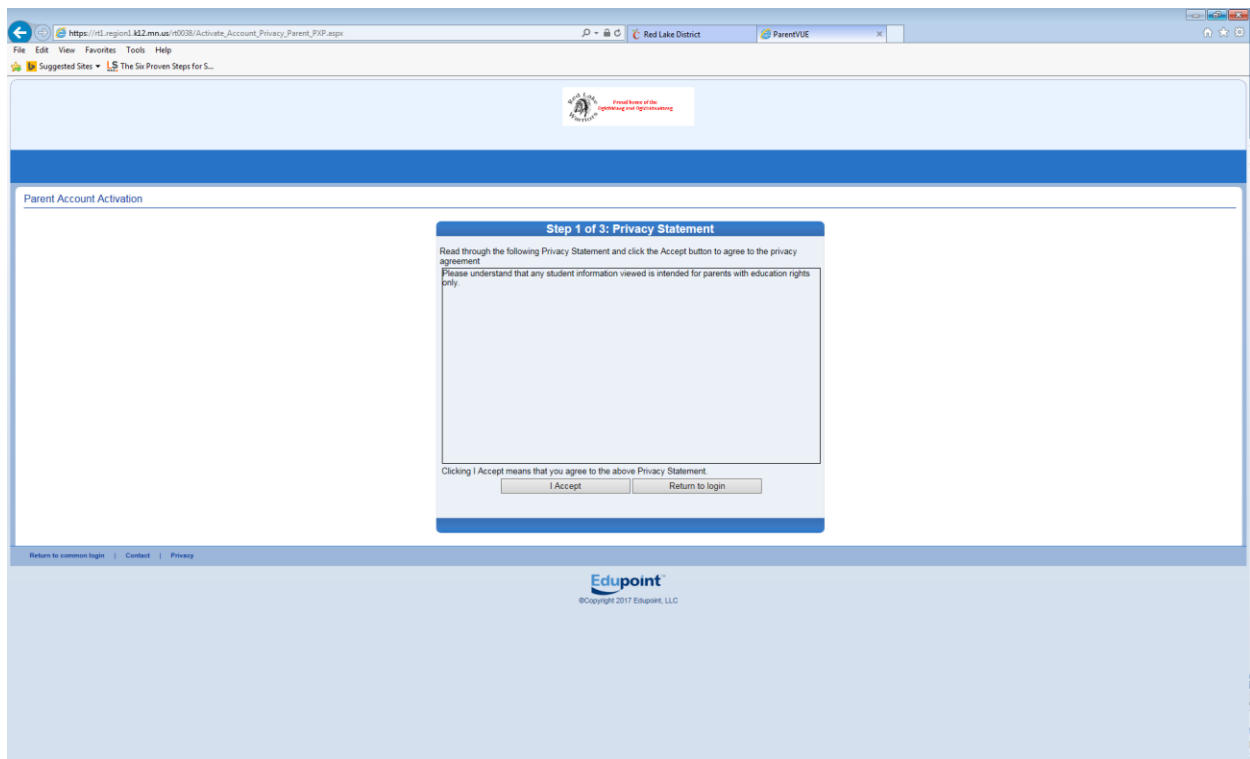 https://rt1.region1.k12.mn.us/rt0038/Activate_Account_Privacy_Parent_PXP.aspx
Red Lake District
ParentVUE
File Edit View Favorites Tools Help
Suggested Sites
The Six Proven Steps for S...
Red Lake
Warriors
Proud home of the
Parent Account Activation
Step 1 of 3: Privacy Statement
Read through the following Privacy Statement and click the Accept button to agree to the privacy
agreement
Please understand that any student information viewed is intended for parents with education rights
only.
Clicking I Accept means that you agree to the above Privacy Statement.
I Accept
Return to login
Return to common login | Contact | Privacy
Edupoint
©Copyright 2017 Edupoint, LLC